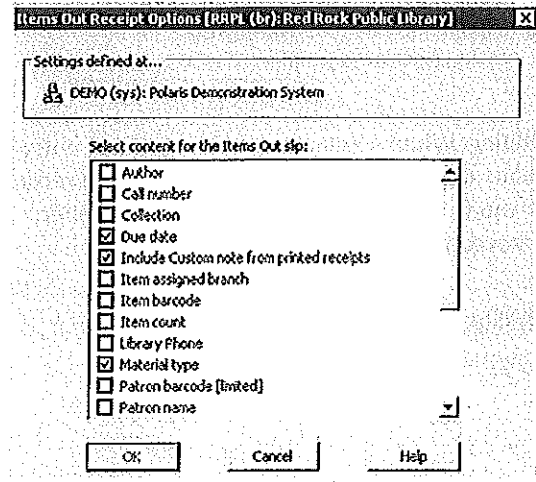 Items Out Receipt Options [RRPL (br): Red Rock Public Library]
Settings defined at...
DEMO (sys): Polaris Demonstration System
Select content for the Items Out slip:
Author
Call number
Collection
Due date
Include Custom note from printed receipts
Item assigned branch
Item barcode
Item count
Library Phone
Material type
Patron barcode [limited]
Patron name
OK
Cancel
Help